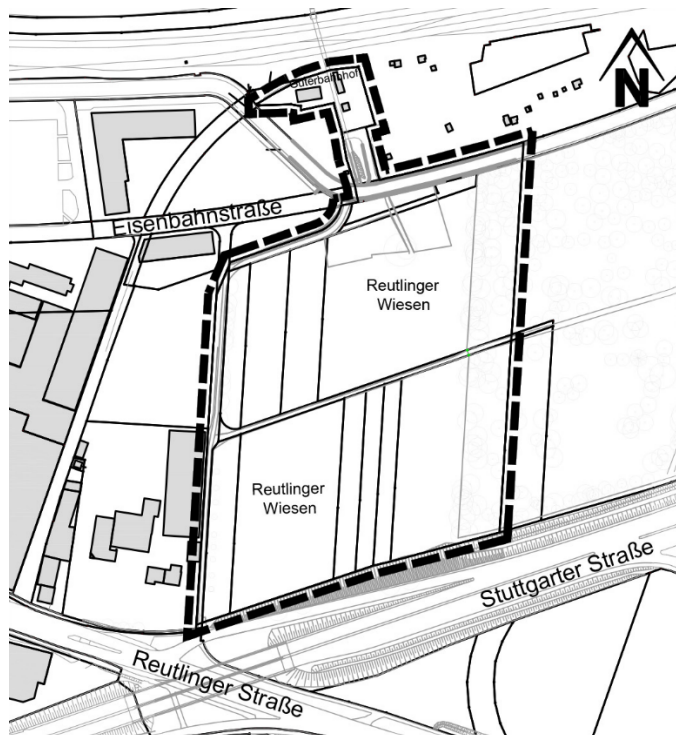 Güterbahnhof
N
Eisenbahnstraße
Reutlinger
Wiesen
Reutlinger
Wiesen
Stuttgarter Straße
Reutlinger Straße